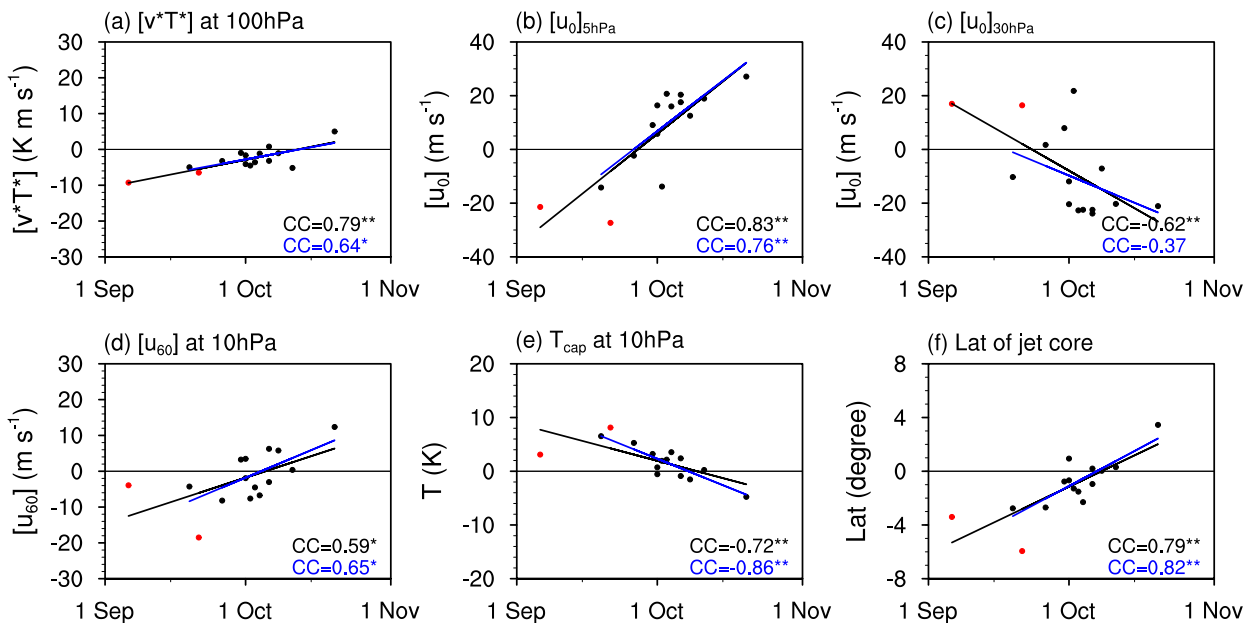 (a) [v*T*] at 100hPa
(b) [u₀]₅ₕₚₐ
(c) [u₀]₃₀ₕₚₐ
[v*T*] (K m s⁻¹)
30
20
10
0
-10
-20
-30
CC=0.79**
CC=0.64*
1 Sep
1 Oct
1 Nov
[u₀] (m s⁻¹)
40
20
0
-20
-40
CC=0.83**
CC=0.76**
1 Sep
1 Oct
1 Nov
[u₀] (m s⁻¹)
40
20
0
-20
-40
CC=-0.62**
CC=-0.37
1 Sep
1 Oct
1 Nov
(d) [u₆₀] at 10hPa
(e) T_cap at 10hPa
(f) Lat of jet core
[u₆₀] (m s⁻¹)
30
20
10
0
-10
-20
-30
CC=0.59*
CC=0.65*
1 Sep
1 Oct
1 Nov
T (K)
20
10
0
-10
-20
CC=-0.72**
CC=-0.86**
1 Sep
1 Oct
1 Nov
Lat (degree)
8
4
0
-4
-8
CC=0.79**
CC=0.82**
1 Sep
1 Oct
1 Nov